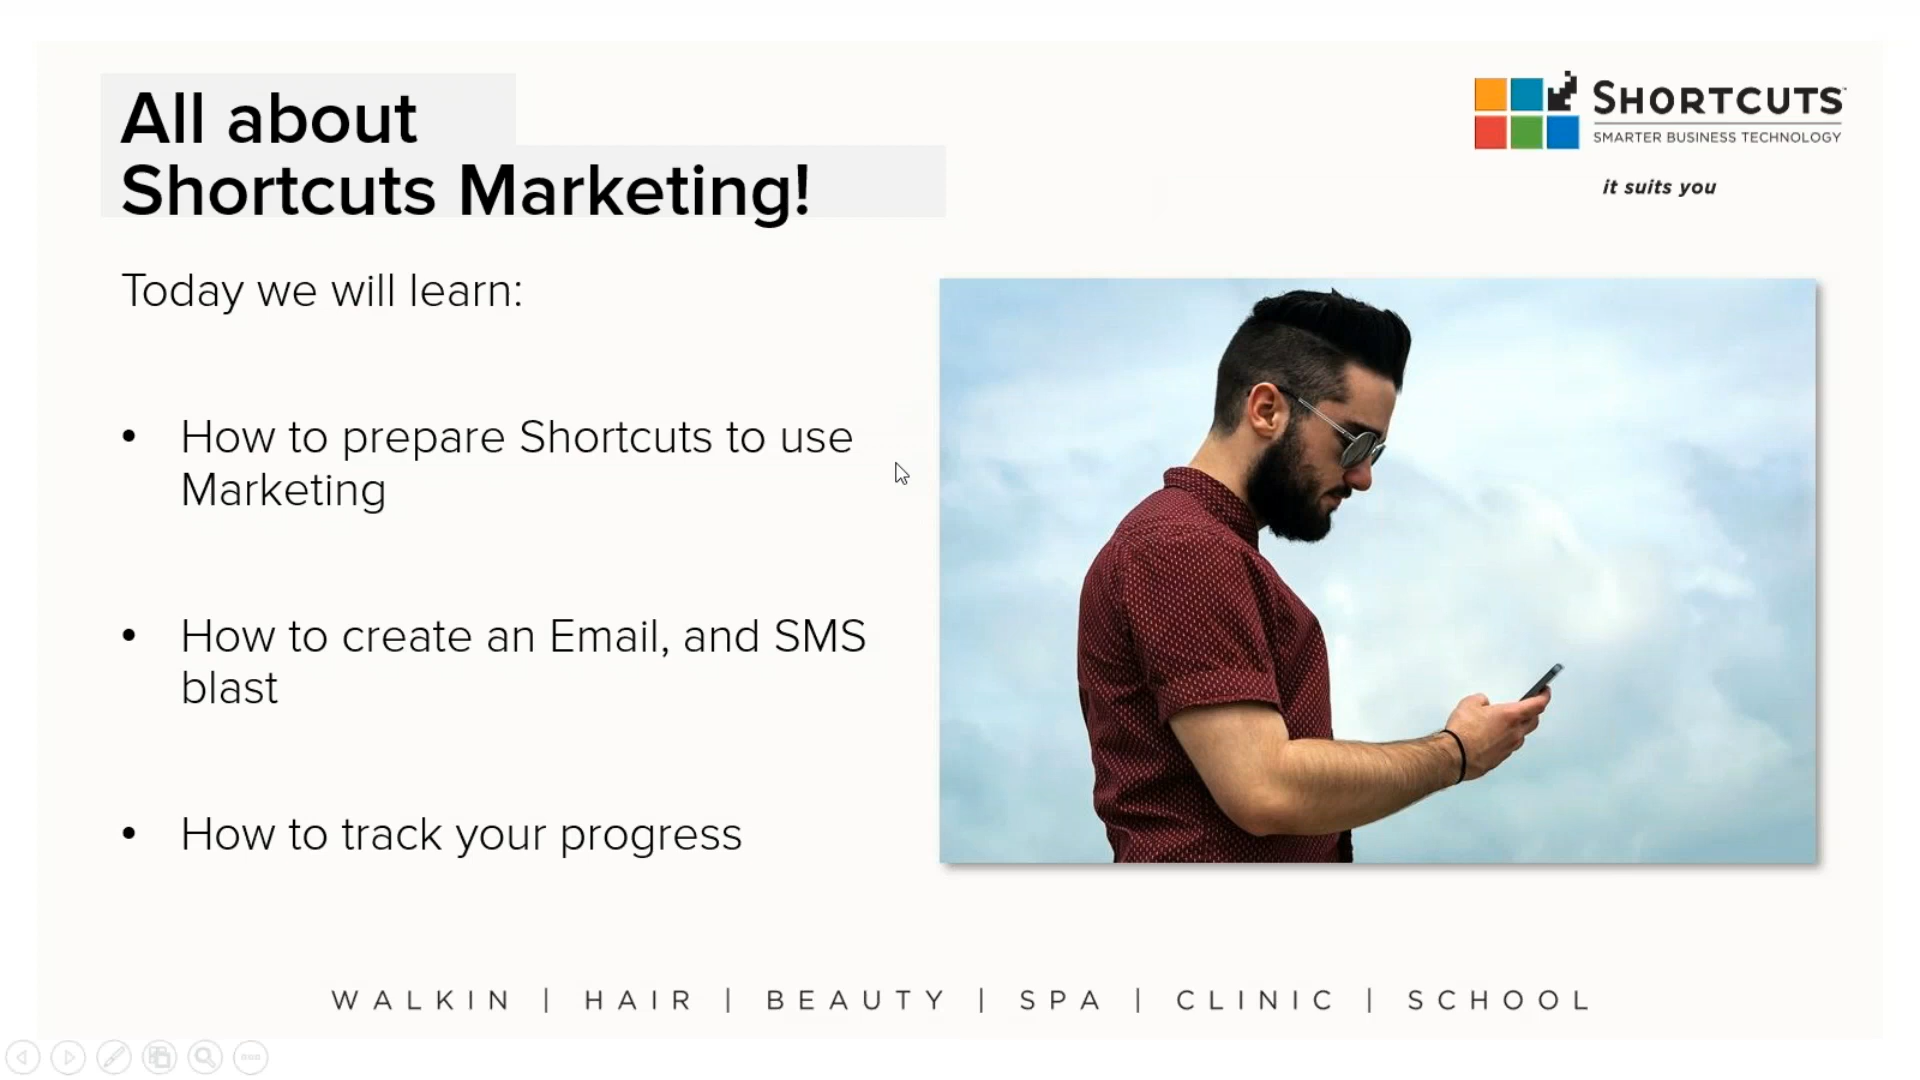 All about
Shortcuts Marketing!
SHORTCUTS™
SMARTER BUSINESS TECHNOLOGY
it suits you
Today we will learn:
• How to prepare Shortcuts to use
Marketing
• How to create an Email, and SMS
blast
• How to track your progress
WALKIN | HAIR | BEAUTY | SPA | CLINIC | SCHOOL